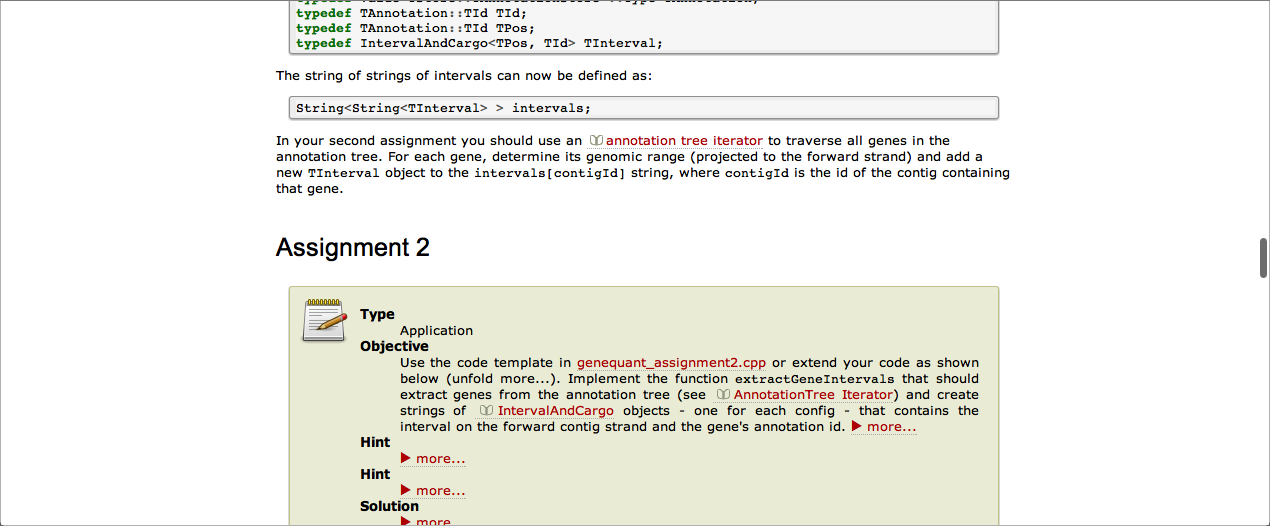 typedef TAnnotation::TId TId;
typedef TAnnotation::TId TPos;
typedef IntervalAndCargo<TPos, TId> TInterval;
The string of strings of intervals can now be defined as:
String<String<TInterval> > intervals;
In your second assignment you should use an annotation tree iterator to traverse all genes in the
annotation tree. For each gene, determine its genomic range (projected to the forward strand) and add a
new TInterval object to the intervals[contigId] string, where contigId is the id of the contig containing
that gene.
Assignment 2
Type
Application
Objective
Use the code template in genequant_assignment2.cpp or extend your code as shown
below (unfold more...). Implement the function extractGeneIntervals that should
extract genes from the annotation tree (see AnnotationTree Iterator) and create
strings of IntervalAndCargo objects - one for each config - that contains the
interval on the forward contig strand and the gene's annotation id. ▶ more...
Hint
▶ more...
Hint
▶ more...
Solution
▶ more